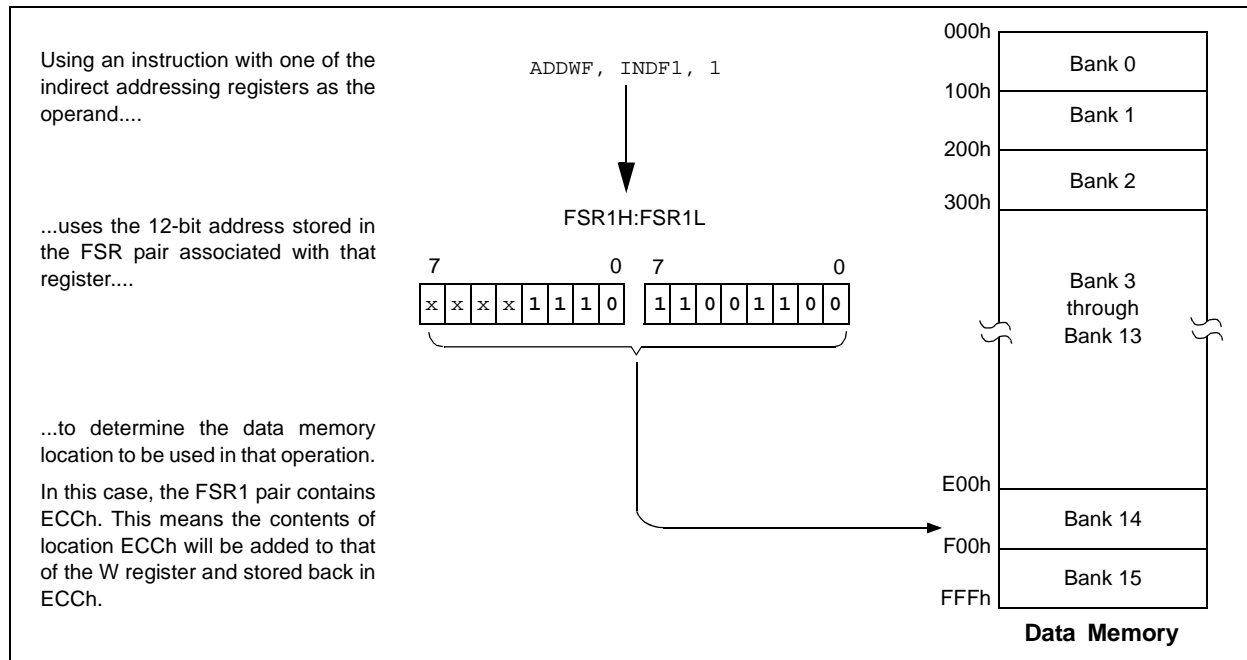 Using an instruction with one of the
indirect addressing registers as the
operand....
ADDWF, INDF1, 1
...uses the 12-bit address stored in
the FSR pair associated with that
register....
FSR1H:FSR1L
7 0 7 0
x x x x 1 1 1 0 1 1 0 0 1 1 0 0
...to determine the data memory
location to be used in that operation.
In this case, the FSR1 pair contains
ECCh. This means the contents of
location ECCh will be added to that
of the W register and stored back in
ECCh.
000h
Bank 0
100h
Bank 1
200h
Bank 2
300h
Bank 3
through
Bank 13
E00h
Bank 14
F00h
Bank 15
FFFh
Data Memory